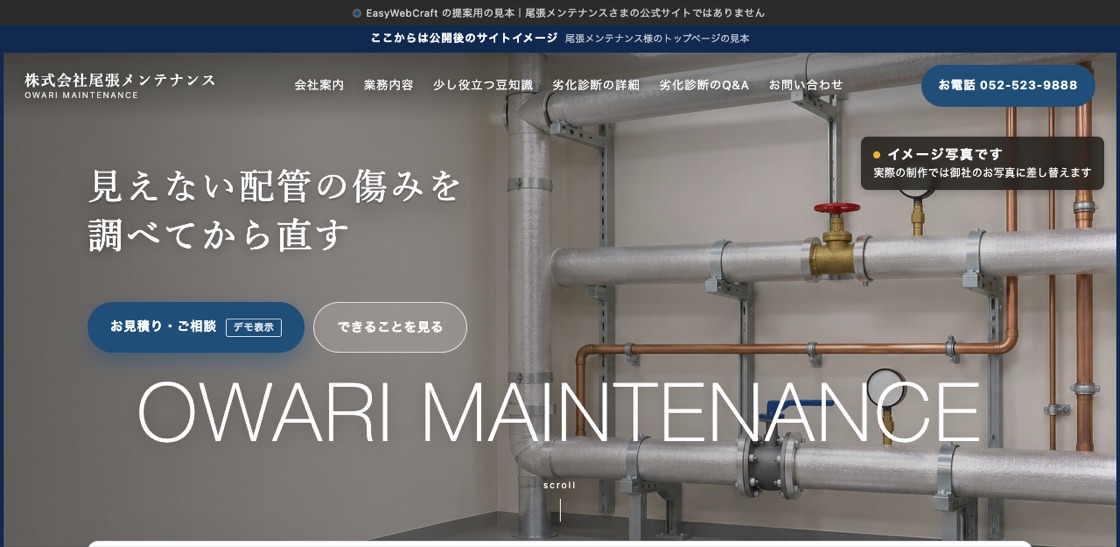 EasyWebCraft の提案用の見本｜尾張メンテナンスさまの公式サイトではありません
ここからは公開後のサイトイメージ 尾張メンテナンス様のトップページの見本
株式会社尾張メンテナンス
OWARI MAINTENANCE
会社案内 業務内容 少し役立つ豆知識 劣化診断の詳細 劣化診断のQ&A お問い合わせ
お電話 052-523-9888
イメージ写真です
実際の制作では御社のお写真に差し替えます
見えない配管の傷みを
調べてから直す
お見積り・ご相談 デモ表示
できることを見る
OWARI MAINTENANCE
scroll